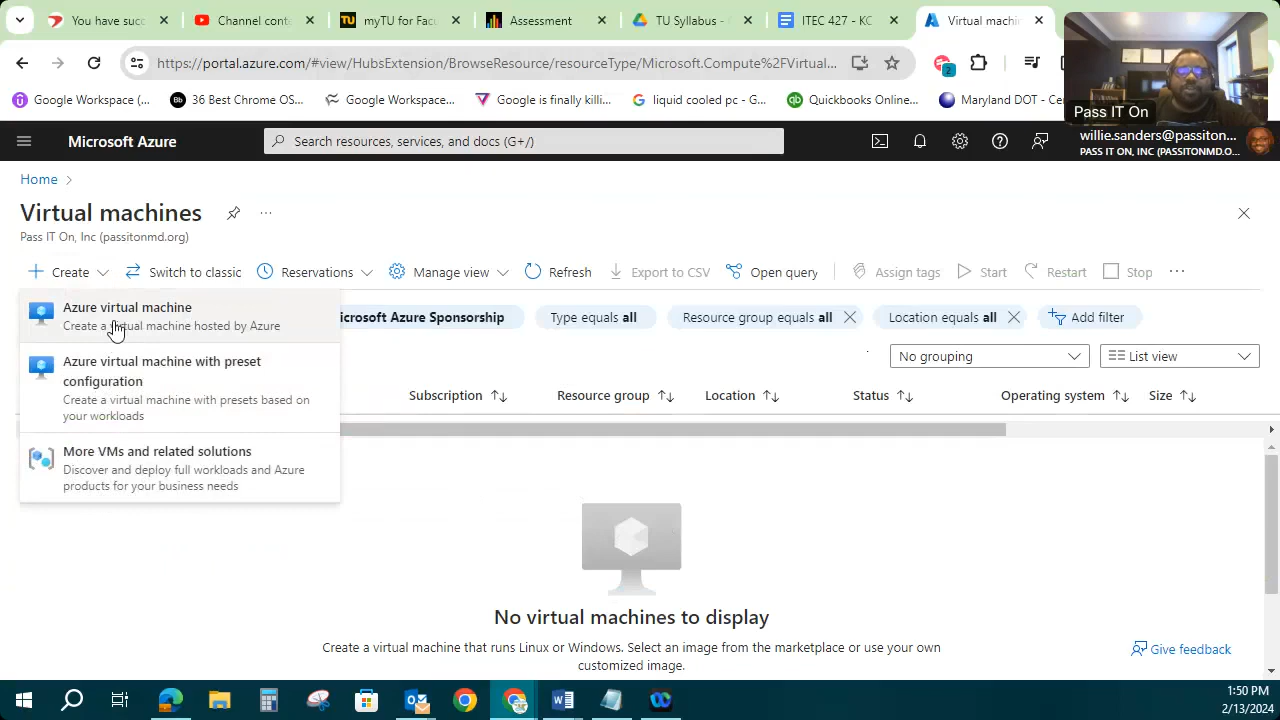 You have succ
Channel cont
myTU for Facu
Assessment
TU Syllabus - A
ITEC 427 - KC
Virtual machin
https://portal.azure.com/#view/HubsExtension/BrowseResource/resourceType/Microsoft.Compute%2FVirtual...
2
Google Workspace (...
36 Best Chrome OS...
Google Workspace...
Google is finally killi...
liquid cooled pc - G...
Quickbooks Online...
Maryland DOT - Ce
Pass IT On
Microsoft Azure
Search resources, services, and docs (G+/)
willie.sanders@passiton...
PASS IT ON, INC (PASSITONMD.O...
Home
Virtual machines
Pass IT On, Inc (passitonmd.org)
Create
Switch to classic
Reservations
Manage view
Refresh
Export to CSV
Open query
Assign tags
Start
Restart
Stop
Azure virtual machine
Create a virtual machine hosted by Azure
icrosoft Azure Sponsorship
Type equals all
Resource group equals all
Location equals all
Add filter
No grouping
List view
Azure virtual machine with preset
configuration
Create a virtual machine with presets based on
your workloads
Subscription
Resource group
Location
Status
Operating system
Size
More VMs and related solutions
Discover and deploy full workloads and Azure
products for your business needs
No virtual machines to display
Create a virtual machine that runs Linux or Windows. Select an image from the marketplace or use your own
customized image.
Give feedback
1:50 PM
2/13/2024